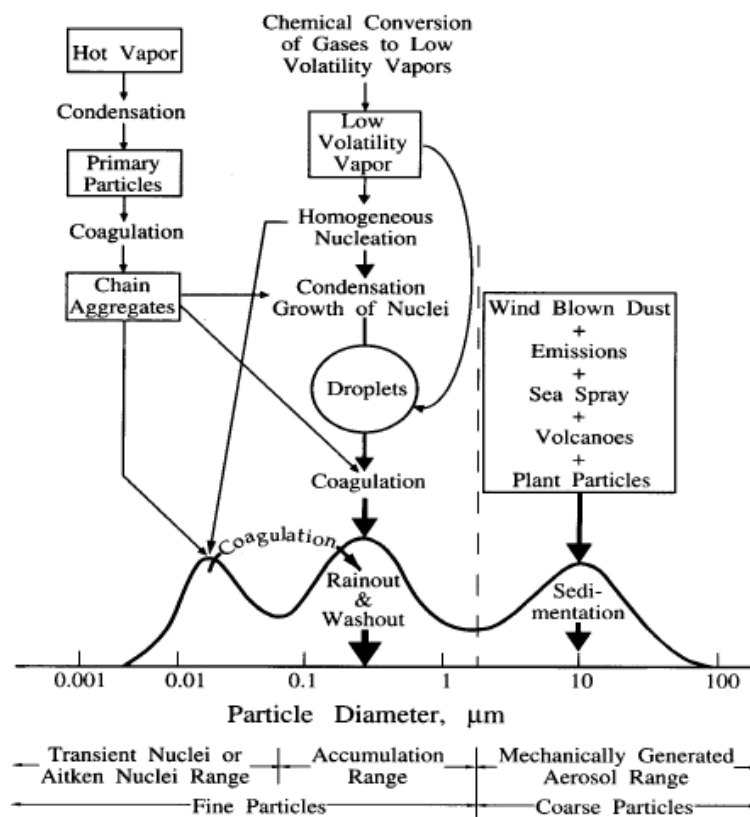 Hot Vapor
Condensation
Primary
Particles
Coagulation
Chain
Aggregates
Chemical Conversion
of Gases to Low
Volatility Vapors
Low
Volatility
Vapor
Homogeneous
Nucleation
Condensation
Growth of Nuclei
Droplets
Coagulation
Wind Blown Dust
+
Emissions
+
Sea Spray
+
Volcanoes
+
Plant Particles
Coagulation
Rainout
&
Washout
Sedi-
mentation
0.001 0.01 0.1 1 10 100
Particle Diameter, μm
Transient Nuclei or
Aitken Nuclei Range
Accumulation
Range
Mechanically Generated
Aerosol Range
Fine Particles
Coarse Particles